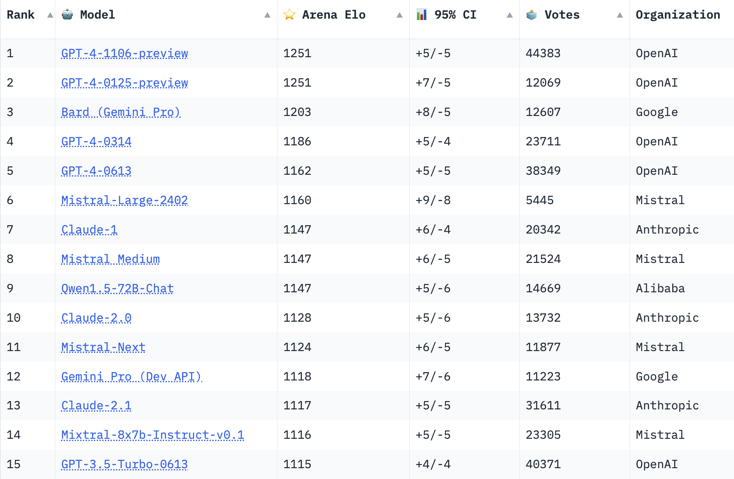 Rank ▲ 🤖 Model ▲ ⭐ Arena Elo ▲ 📊 95% CI ▲ 🗳️ Votes ▲ Organization
1 GPT-4-1106-preview 1251 +5/-5 44383 OpenAI
2 GPT-4-0125-preview 1251 +7/-5 12069 OpenAI
3 Bard (Gemini Pro) 1203 +8/-5 12607 Google
4 GPT-4-0314 1186 +5/-4 23711 OpenAI
5 GPT-4-0613 1162 +5/-5 38349 OpenAI
6 Mistral-Large-2402 1160 +9/-8 5445 Mistral
7 Claude-1 1147 +6/-4 20342 Anthropic
8 Mistral Medium 1147 +6/-5 21524 Mistral
9 Qwen1.5-72B-Chat 1147 +5/-6 14669 Alibaba
10 Claude-2.0 1128 +5/-6 13732 Anthropic
11 Mistral-Next 1124 +6/-5 11877 Mistral
12 Gemini Pro (Dev API) 1118 +7/-6 11223 Google
13 Claude-2.1 1117 +5/-5 31611 Anthropic
14 Mixtral-8x7b-Instruct-v0.1 1116 +5/-5 23305 Mistral
15 GPT-3.5-Turbo-0613 1115 +4/-4 40371 OpenAI